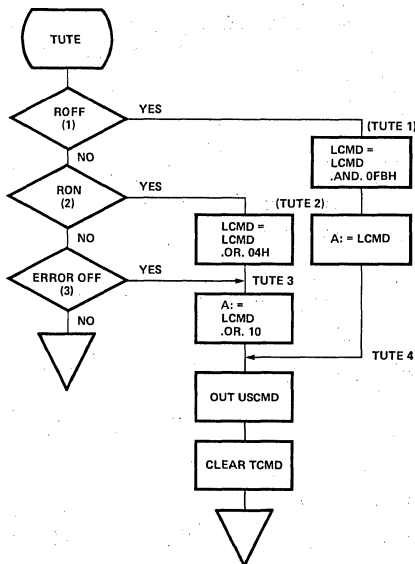 TUTE
ROFF
(1)
YES
NO
(TUTE 1)
LCMD =
LCMD
.AND. 0FBH
RON
(2)
YES
NO
(TUTE 2)
LCMD =
LCMD
.OR. 04H
A: = LCMD
ERROR OFF
(3)
YES
NO
TUTE 3
A: =
LCMD
.OR. 10
TUTE 4
OUT USCMD
CLEAR TCMD